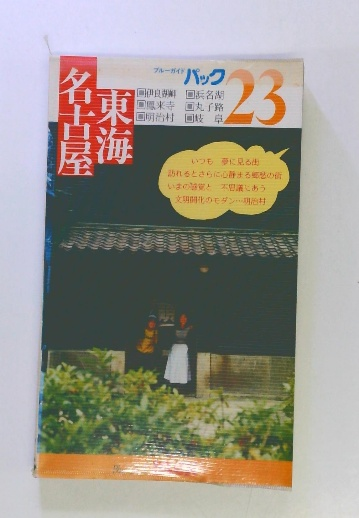 ブルーガイドパック
23
名古屋
東海
伊良湖岬 浜名湖
鳳来寺 丸子路
明治村 岐阜
いつも 夢に見る街
訪れるとさらに心静まる郷愁の街
いまの感覚と 不思議にあう
文明開化のモダン…明治村